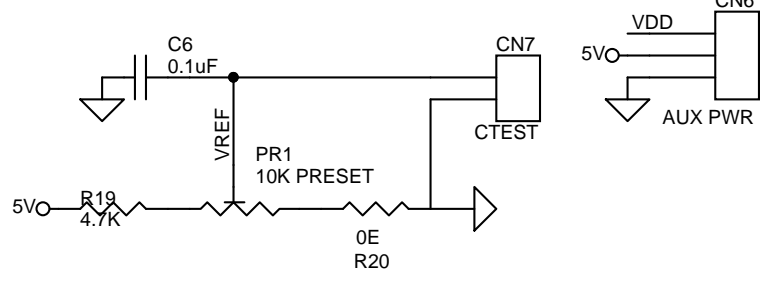 CN6
VDD
C6
CN7
5V
0.1uF
VREF
CTEST
AUX PWR
PR1
10K PRESET
5V
R19
4.7K
0E
R20